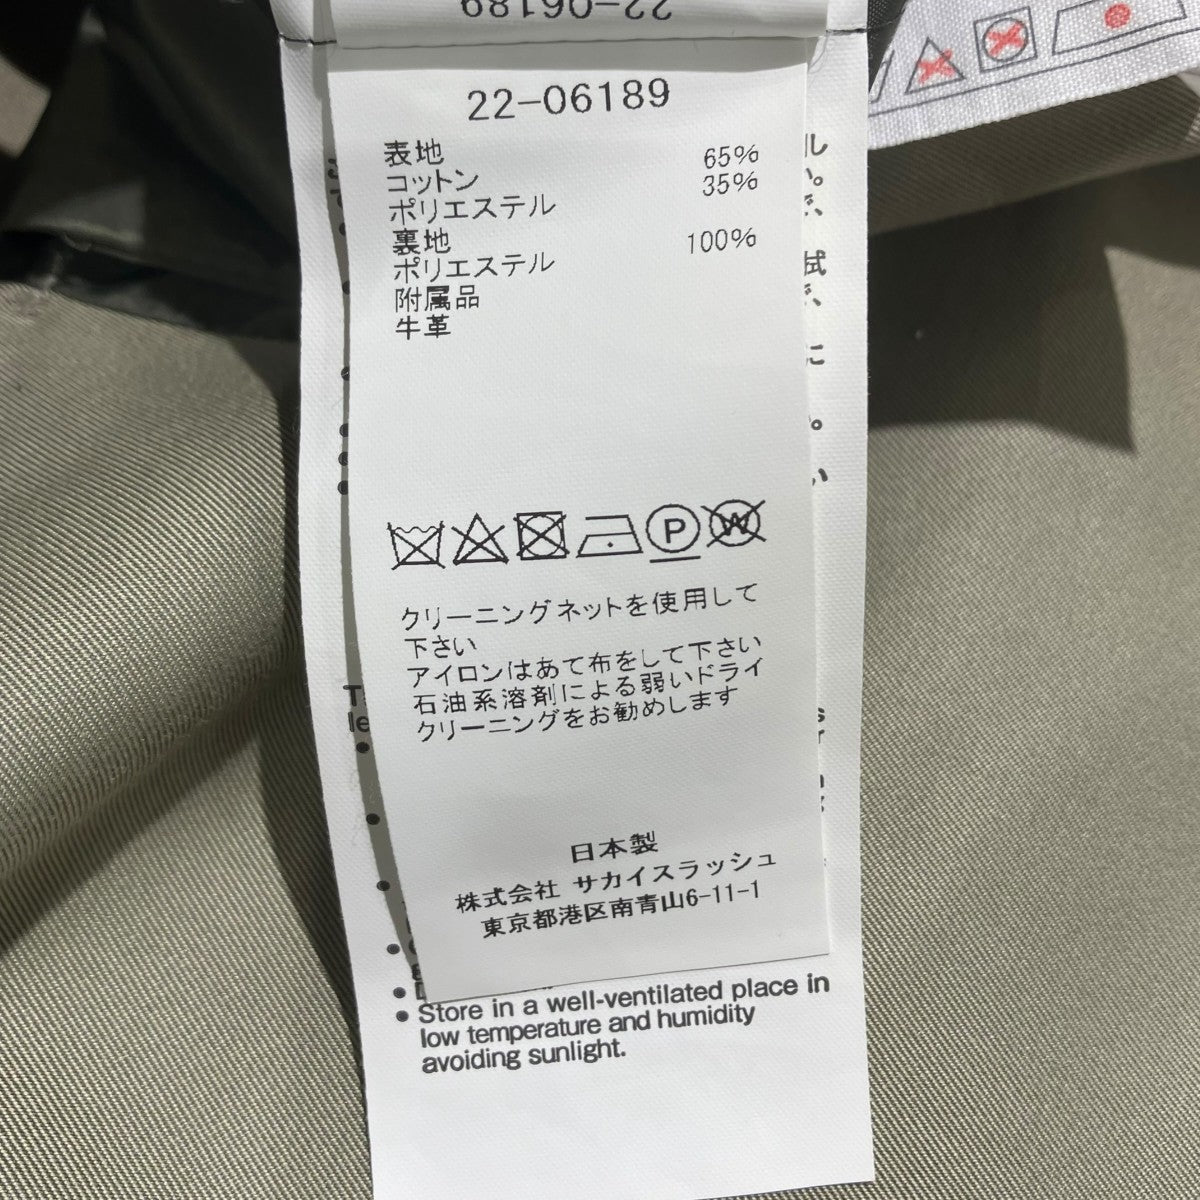 22-06189
22-06189
表地 65%
コットン 35%
ポリエステル
裏地 100%
ポリエステル
附属品
牛革
P
W
クリーニングネットを使用して
下さい
アイロンはあて布をして下さい
石油系溶剤による弱いドライ
クリーニングをお勧めします
日本製
株式会社 サカイスラッシュ
東京都港区南青山6-11-1
• Store in a well-ventilated place in
low temperature and humidity
avoiding sunlight.